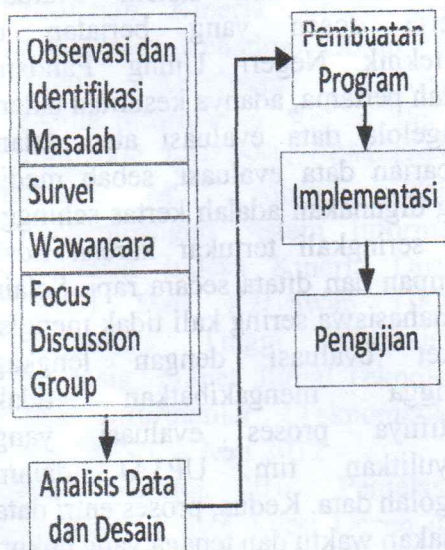 Observasi dan
Identifikasi
Masalah
Survei
Wawancara
Focus
Discussion
Group
Analisis Data
dan Desain
Pembuatan
Program
Implementasi
Pengujian